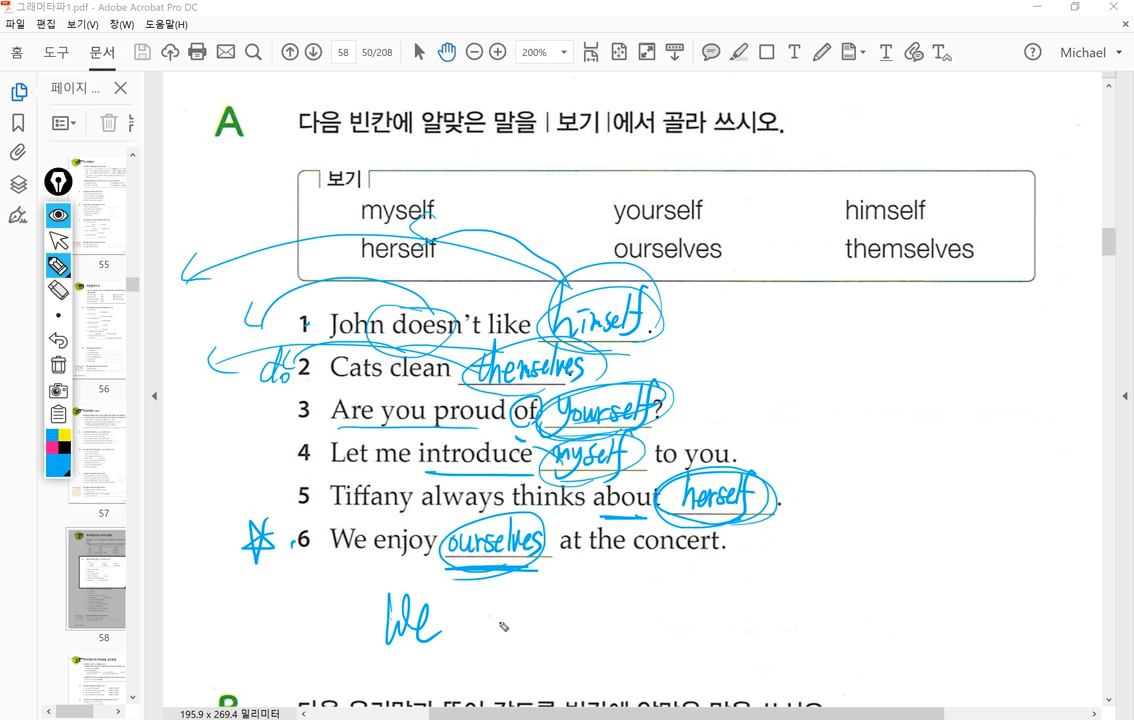 그래머타파1.pdf - Adobe Acrobat Pro DC
파일 편집 보기(V) 창(W) 도움말(H)
홈 도구 문서 58 50/208 200% Michael
페이지 ...
55
56
57
58
A 다음 빈칸에 알맞은 말을 | 보기 |에서 골라 쓰시오.
보기
myself yourself himself
herself ourselves themselves
1 John doesn't like himself.
do 2 Cats clean themselves
3 Are you proud of yourself?
4 Let me introduce myself to you.
5 Tiffany always thinks about herself.
6 We enjoy ourselves at the concert.
We
195.9 x 269.4 밀리미터